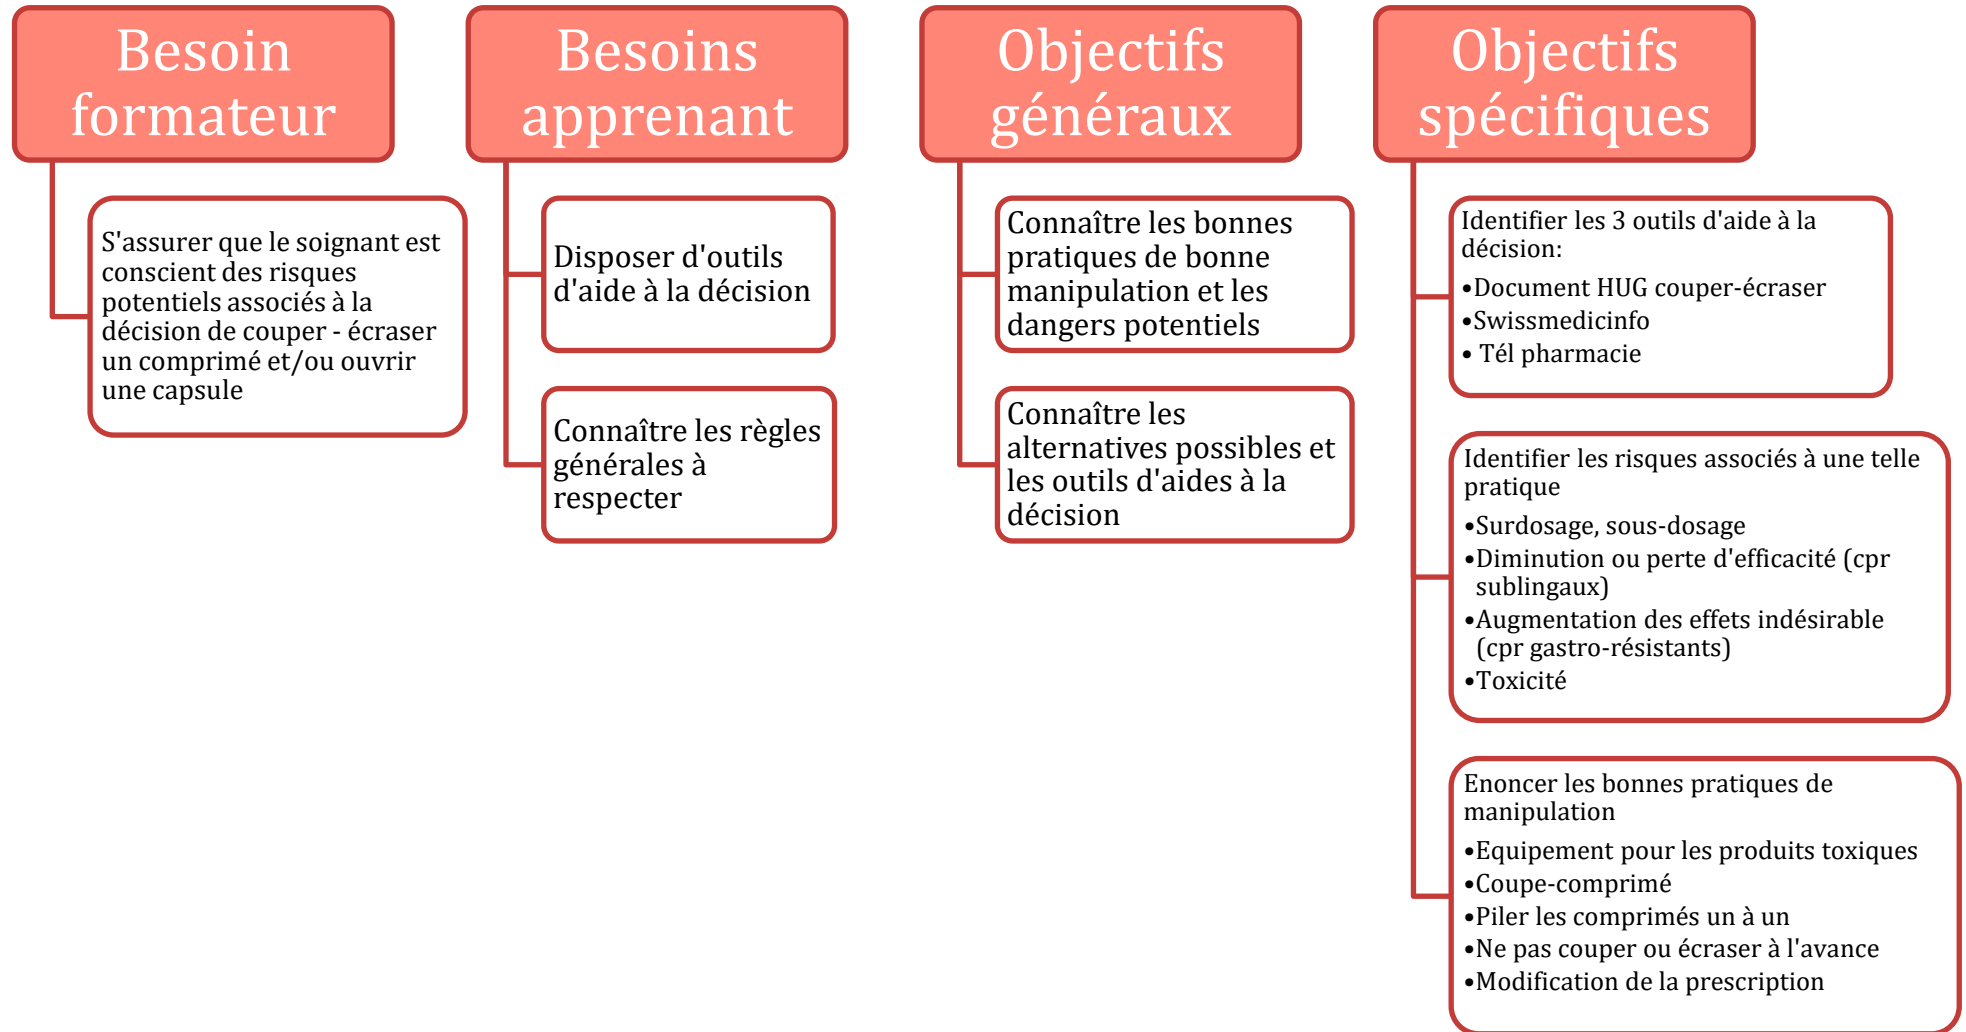 Besoin
formateur
S'assurer que le soignant est
conscient des risques
potentiels associés à la
décision de couper - écraser
un comprimé et/ou ouvrir
une capsule
Besoins
apprenant
Disposer d'outils
d'aide à la décision
Connaître les règles
générales à
respecter
Objectifs
généraux
Connaître les bonnes
pratiques de bonne
manipulation et les
dangers potentiels
Connaître les
alternatives possibles et
les outils d'aides à la
décision
Objectifs
spécifiques
Identifier les 3 outils d'aide à la
décision:
•Document HUG couper-écraser
•Swissmedicinfo
• Tél pharmacie
Identifier les risques associés à une telle
pratique
•Surdosage, sous-dosage
•Diminution ou perte d'efficacité (cpr
sublingaux)
•Augmentation des effets indésirable
(cpr gastro-résistants)
•Toxicité
Enoncer les bonnes pratiques de
manipulation
•Equipement pour les produits toxiques
•Coupe-comprimé
•Piler les comprimés un à un
•Ne pas couper ou écraser à l'avance
•Modification de la prescription